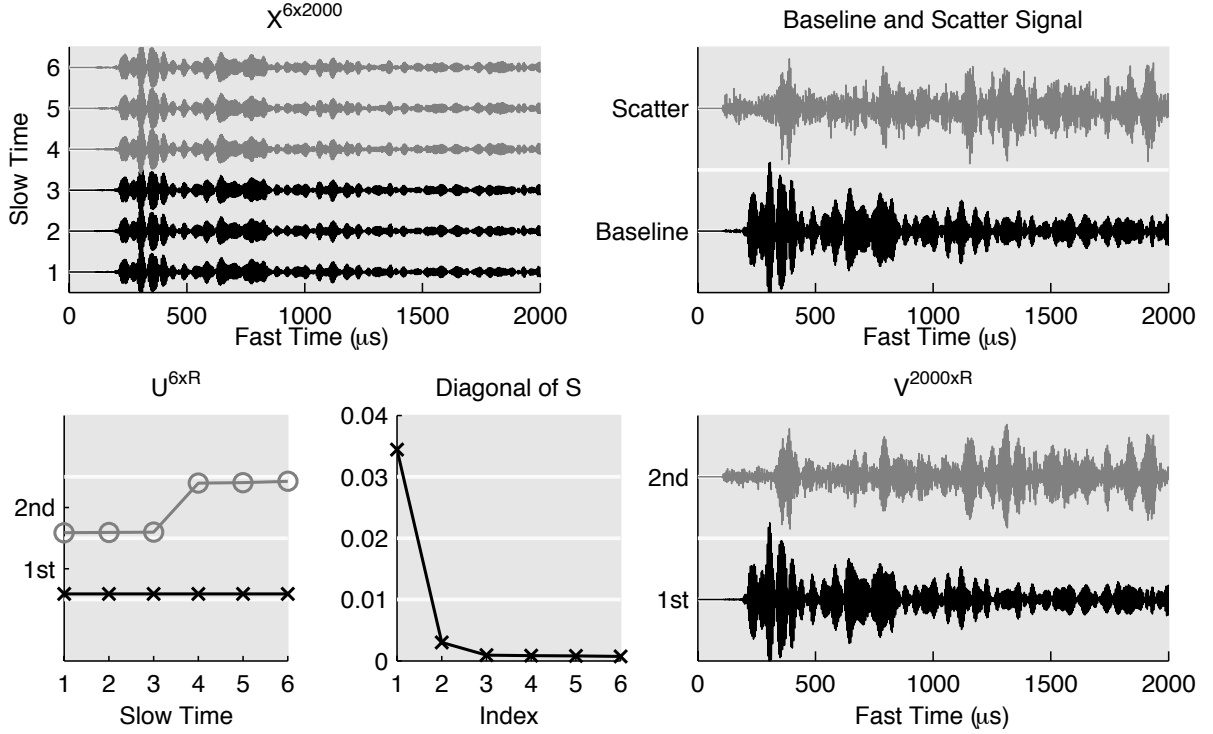 X^6x2000
6
5
4
3
2
1
Slow Time
0 500 1000 1500 2000
Fast Time (μs)
Baseline and Scatter Signal
Scatter
Baseline
0 500 1000 1500 2000
Fast Time (μs)
U^6xR
2nd
1st
1 2 3 4 5 6
Slow Time
Diagonal of S
0.04
0.03
0.02
0.01
0
1 2 3 4 5 6
Index
V^2000xR
2nd
1st
0 500 1000 1500 2000
Fast Time (μs)